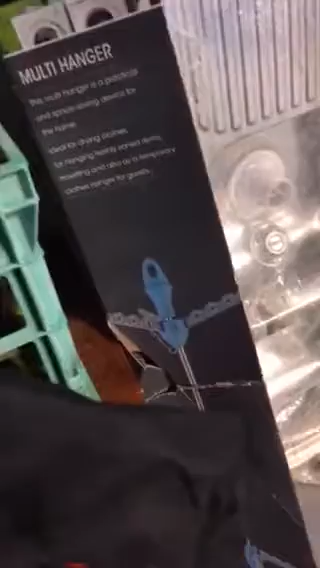 MULTI HANGER
this multi hanger is a practical
and space-saving device for
the home.
Ideal for drying clothes,
for hanging freshly ironed items,
repairing and also as a temporary
clothes hanger for guests.